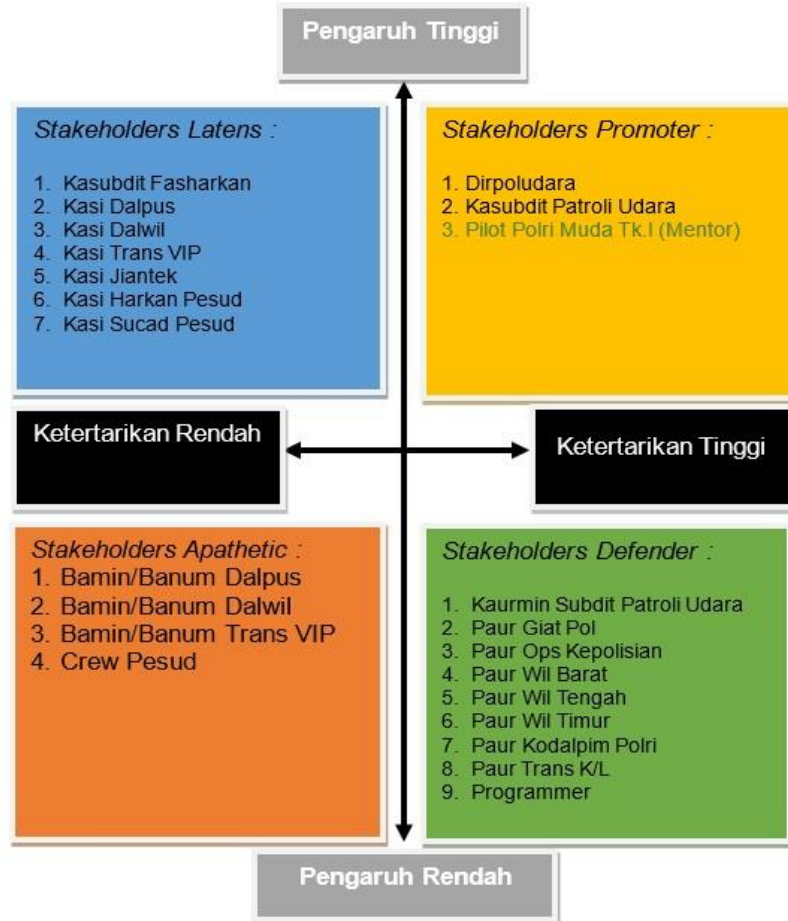 Pengaruh Tinggi
Stakeholders Latens :
1. Kasubdit Fasharkan
2. Kasi Dalpus
3. Kasi Dalwil
4. Kasi Trans VIP
5. Kasi Jiantek
6. Kasi Harkan Pesud
7. Kasi Sucad Pesud
Stakeholders Promoter :
1. Dirpoludara
2. Kasubdit Patroli Udara
3. Pilot Polri Muda Tk.I (Mentor)
Ketertarikan Rendah
Ketertarikan Tinggi
Stakeholders Apathetic :
1. Bamin/Banum Dalpus
2. Bamin/Banum Dalwil
3. Bamin/Banum Trans VIP
4. Crew Pesud
Stakeholders Defender :
1. Kaurmin Subdit Patroli Udara
2. Paur Giat Pol
3. Paur Ops Kepolisian
4. Paur Wil Barat
5. Paur Wil Tengah
6. Paur Wil Timur
7. Paur Kodalpim Polri
8. Paur Trans K/L
9. Programmer
Pengaruh Rendah